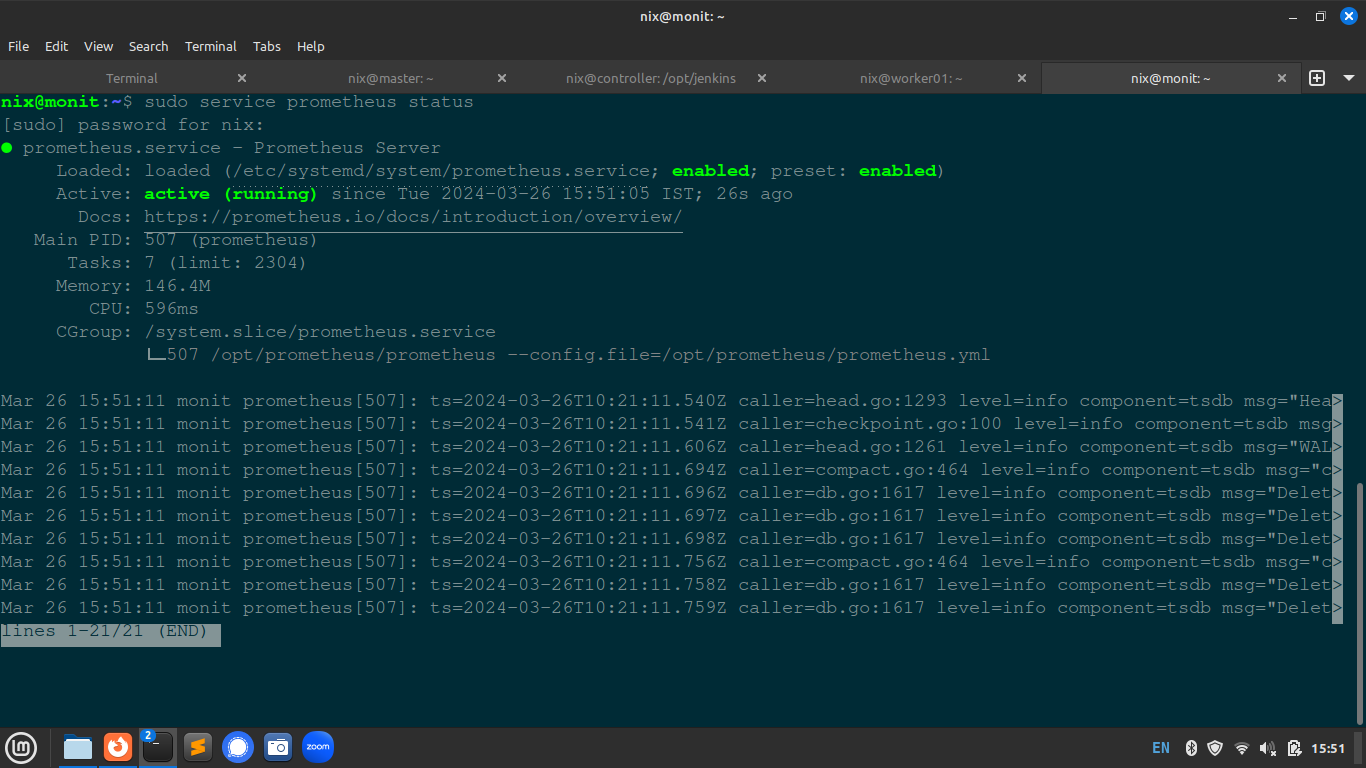 nix@monit: ~
File Edit View Search Terminal Tabs Help
Terminal nix@master: ~ nix@controller: /opt/jenkins nix@worker01: ~ nix@monit: ~
nix@monit:~$ sudo service prometheus status
[sudo] password for nix:
● prometheus.service - Prometheus Server
Loaded: loaded (/etc/systemd/system/prometheus.service; enabled; preset: enabled)
Active: active (running) since Tue 2024-03-26 15:51:05 IST; 26s ago
Docs: https://prometheus.io/docs/introduction/overview/
Main PID: 507 (prometheus)
Tasks: 7 (limit: 2304)
Memory: 146.4M
CPU: 596ms
CGroup: /system.slice/prometheus.service
└─507 /opt/prometheus/prometheus --config.file=/opt/prometheus/prometheus.yml
Mar 26 15:51:11 monit prometheus[507]: ts=2024-03-26T10:21:11.540Z caller=head.go:1293 level=info component=tsdb msg="Hea>
Mar 26 15:51:11 monit prometheus[507]: ts=2024-03-26T10:21:11.541Z caller=checkpoint.go:100 level=info component=tsdb msg>
Mar 26 15:51:11 monit prometheus[507]: ts=2024-03-26T10:21:11.606Z caller=head.go:1261 level=info component=tsdb msg="WAL>
Mar 26 15:51:11 monit prometheus[507]: ts=2024-03-26T10:21:11.694Z caller=compact.go:464 level=info component=tsdb msg="c>
Mar 26 15:51:11 monit prometheus[507]: ts=2024-03-26T10:21:11.696Z caller=db.go:1617 level=info component=tsdb msg="Delet>
Mar 26 15:51:11 monit prometheus[507]: ts=2024-03-26T10:21:11.697Z caller=db.go:1617 level=info component=tsdb msg="Delet>
Mar 26 15:51:11 monit prometheus[507]: ts=2024-03-26T10:21:11.698Z caller=db.go:1617 level=info component=tsdb msg="Delet>
Mar 26 15:51:11 monit prometheus[507]: ts=2024-03-26T10:21:11.756Z caller=compact.go:464 level=info component=tsdb msg="c>
Mar 26 15:51:11 monit prometheus[507]: ts=2024-03-26T10:21:11.758Z caller=db.go:1617 level=info component=tsdb msg="Delet>
Mar 26 15:51:11 monit prometheus[507]: ts=2024-03-26T10:21:11.759Z caller=db.go:1617 level=info component=tsdb msg="Delet>
lines 1-21/21 (END)
2 zoom EN 15:51